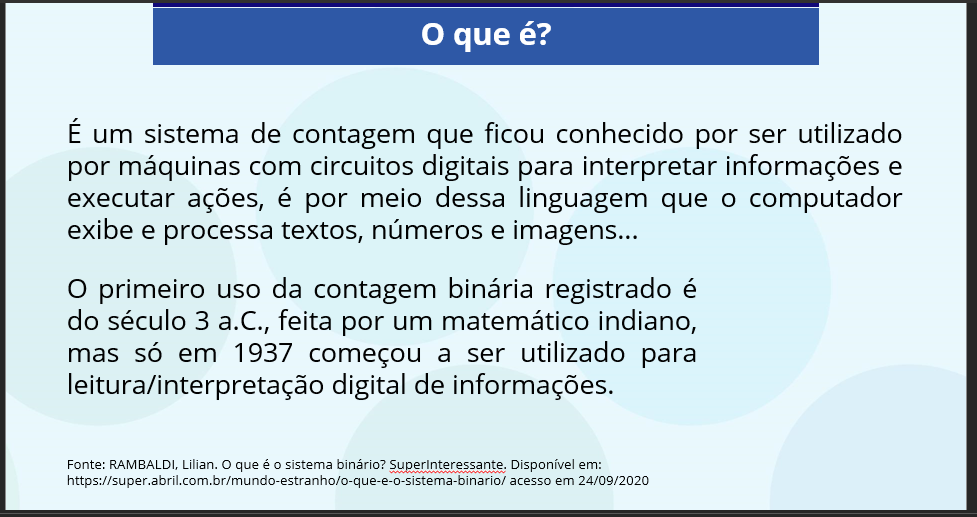 O que é?
É um sistema de contagem que ficou conhecido por ser utilizado
por máquinas com circuitos digitais para interpretar informações e
executar ações, é por meio dessa linguagem que o computador
exibe e processa textos, números e imagens...
O primeiro uso da contagem binária registrado é
do século 3 a.C., feita por um matemático indiano,
mas só em 1937 começou a ser utilizado para
leitura/interpretação digital de informações.
Fonte: RAMBALDI, Lilian. O que é o sistema binário? SuperInteressante. Disponível em:
https://super.abril.com.br/mundo-estranho/o-que-e-o-sistema-binario/ acesso em 24/09/2020